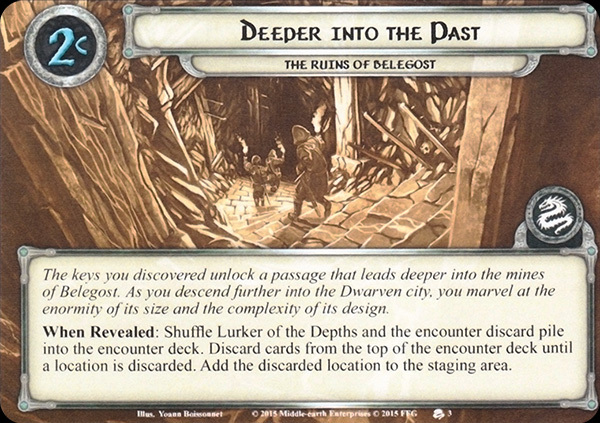 2c
DEEPER INTO THE PAST
THE RUINS OF BELEGOST
The keys you discovered unlock a passage that leads deeper into the mines
of Belegost. As you descend further into the Dwarven city, you marvel at the
enormity of its size and the complexity of its design.
When Revealed: Shuffle Lurker of the Depths and the encounter discard pile
into the encounter deck. Discard cards from the top of the encounter deck until
a location is discarded. Add the discarded location to the staging area.
Illus. Yoann Boissonnet © 2015 Middle-earth Enterprises © 2015 FFG 3